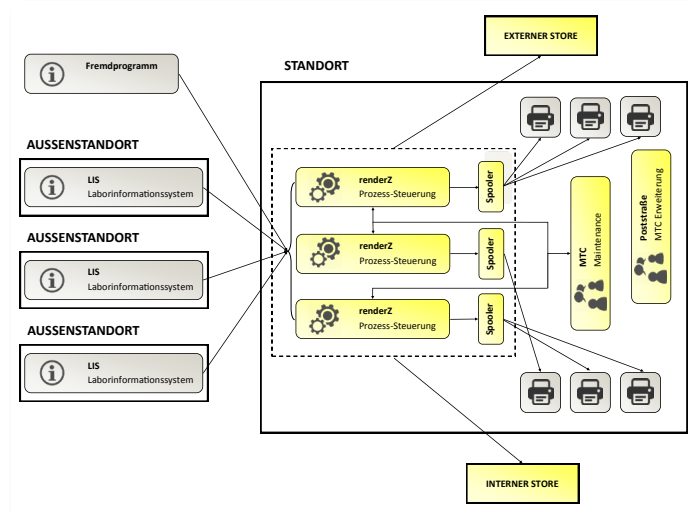 EXTERNER STORE
STANDORT
Fremdprogramm
AUSSENSTANDORT
LIS
Laborinformationssystem
AUSSENSTANDORT
LIS
Laborinformationssystem
AUSSENSTANDORT
LIS
Laborinformationssystem
renderZ
Prozess-Steuerung
Spooler
renderZ
Prozess-Steuerung
Spooler
renderZ
Prozess-Steuerung
Spooler
MTC
Maintenance
Poststraße
MTC Erweiterung
INTERNER STORE